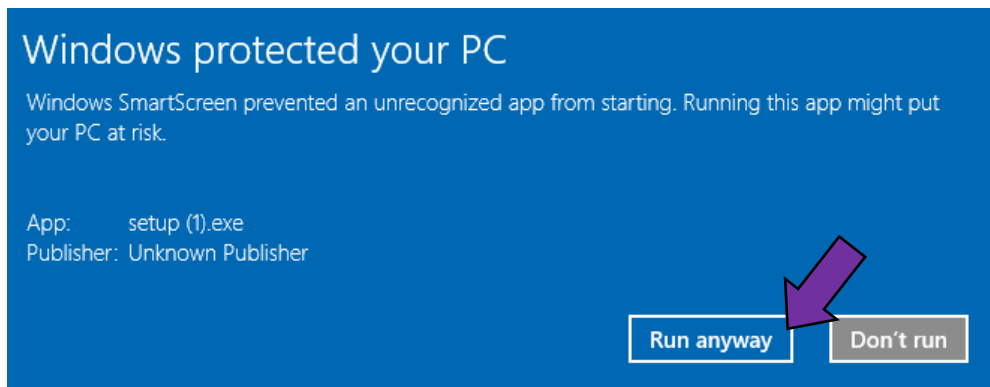 Windows protected your PC
Windows SmartScreen prevented an unrecognized app from starting. Running this app might put
your PC at risk.
App: setup (1).exe
Publisher: Unknown Publisher
Run anyway Don't run